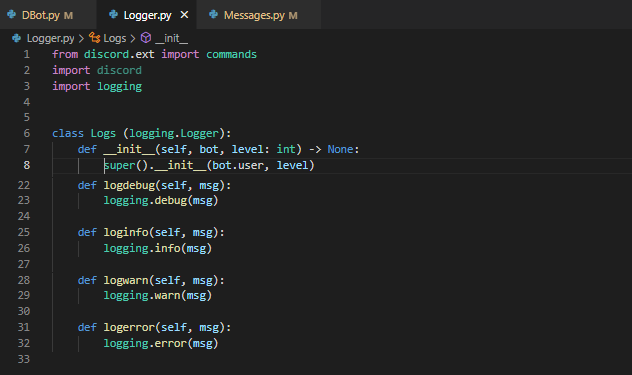 DBot.py M Logger.py × Messages.py M
Logger.py > Logs > __init__
1 from discord.ext import commands
2 import discord
3 import logging
4
5
6 class Logs (logging.Logger):
7     def __init__(self, bot, level: int) -> None:
8         super().__init__(bot.user, level)
22     def logdebug(self, msg):
23         logging.debug(msg)
24
25     def loginfo(self, msg):
26         logging.info(msg)
27
28     def logwarn(self, msg):
29         logging.warn(msg)
30
31     def logerror(self, msg):
32         logging.error(msg)
33